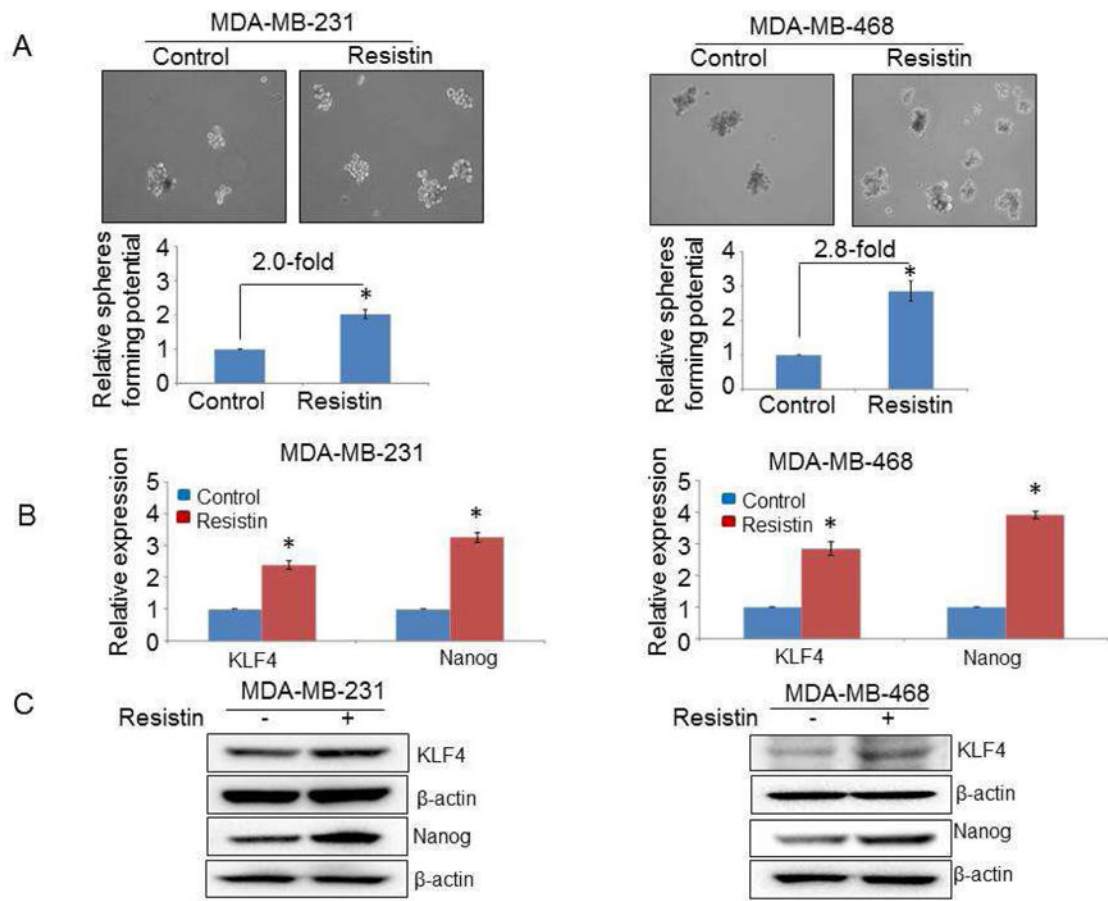 A
MDA-MB-231
Control Resistin
MDA-MB-468
Control Resistin
Relative spheres
forming potential
4
3
2
1
0
2.0-fold
*
Control Resistin
Relative spheres
forming potential
4
3
2
1
0
2.8-fold
*
Control Resistin
B
MDA-MB-231
Relative expression
5
4
3
2
1
0
Control
Resistin
*
*
KLF4 Nanog
MDA-MB-468
Relative expression
5
4
3
2
1
0
Control
Resistin
*
*
KLF4 Nanog
C
MDA-MB-231
Resistin - +
KLF4
β-actin
Nanog
β-actin
MDA-MB-468
Resistin - +
KLF4
β-actin
Nanog
β-actin